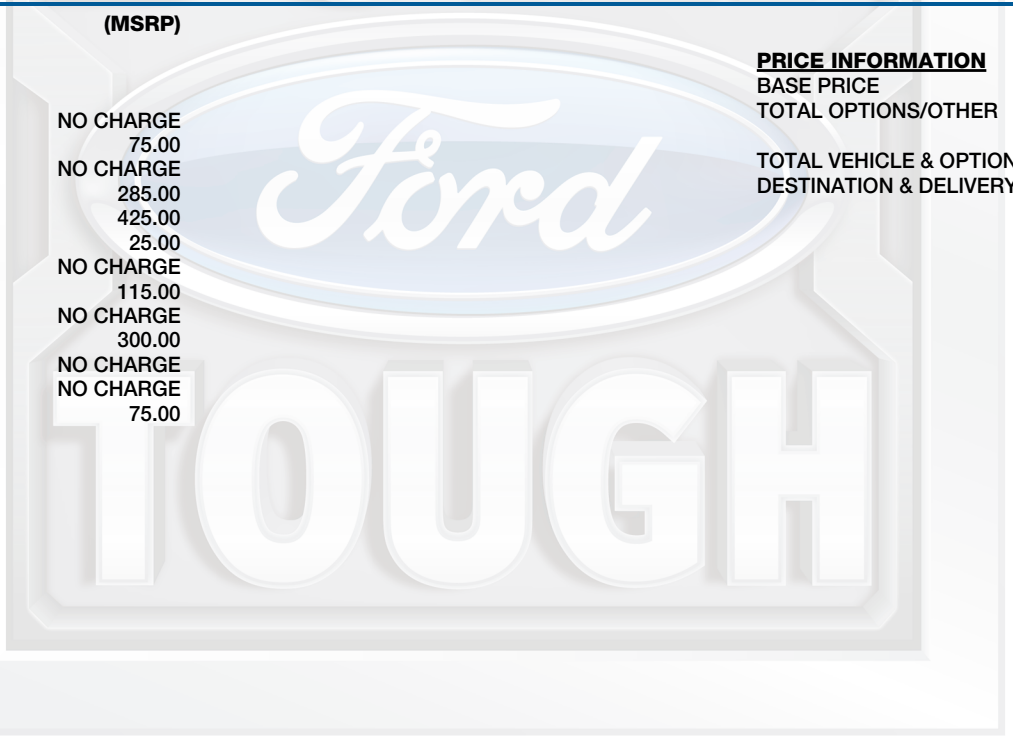 (MSRP)
NO CHARGE
75.00
NO CHARGE
285.00
425.00
25.00
NO CHARGE
115.00
NO CHARGE
300.00
NO CHARGE
NO CHARGE
75.00
PRICE INFORMATION
BASE PRICE
TOTAL OPTIONS/OTHER
TOTAL VEHICLE & OPTION
DESTINATION & DELIVERY
Ford
TOUGH